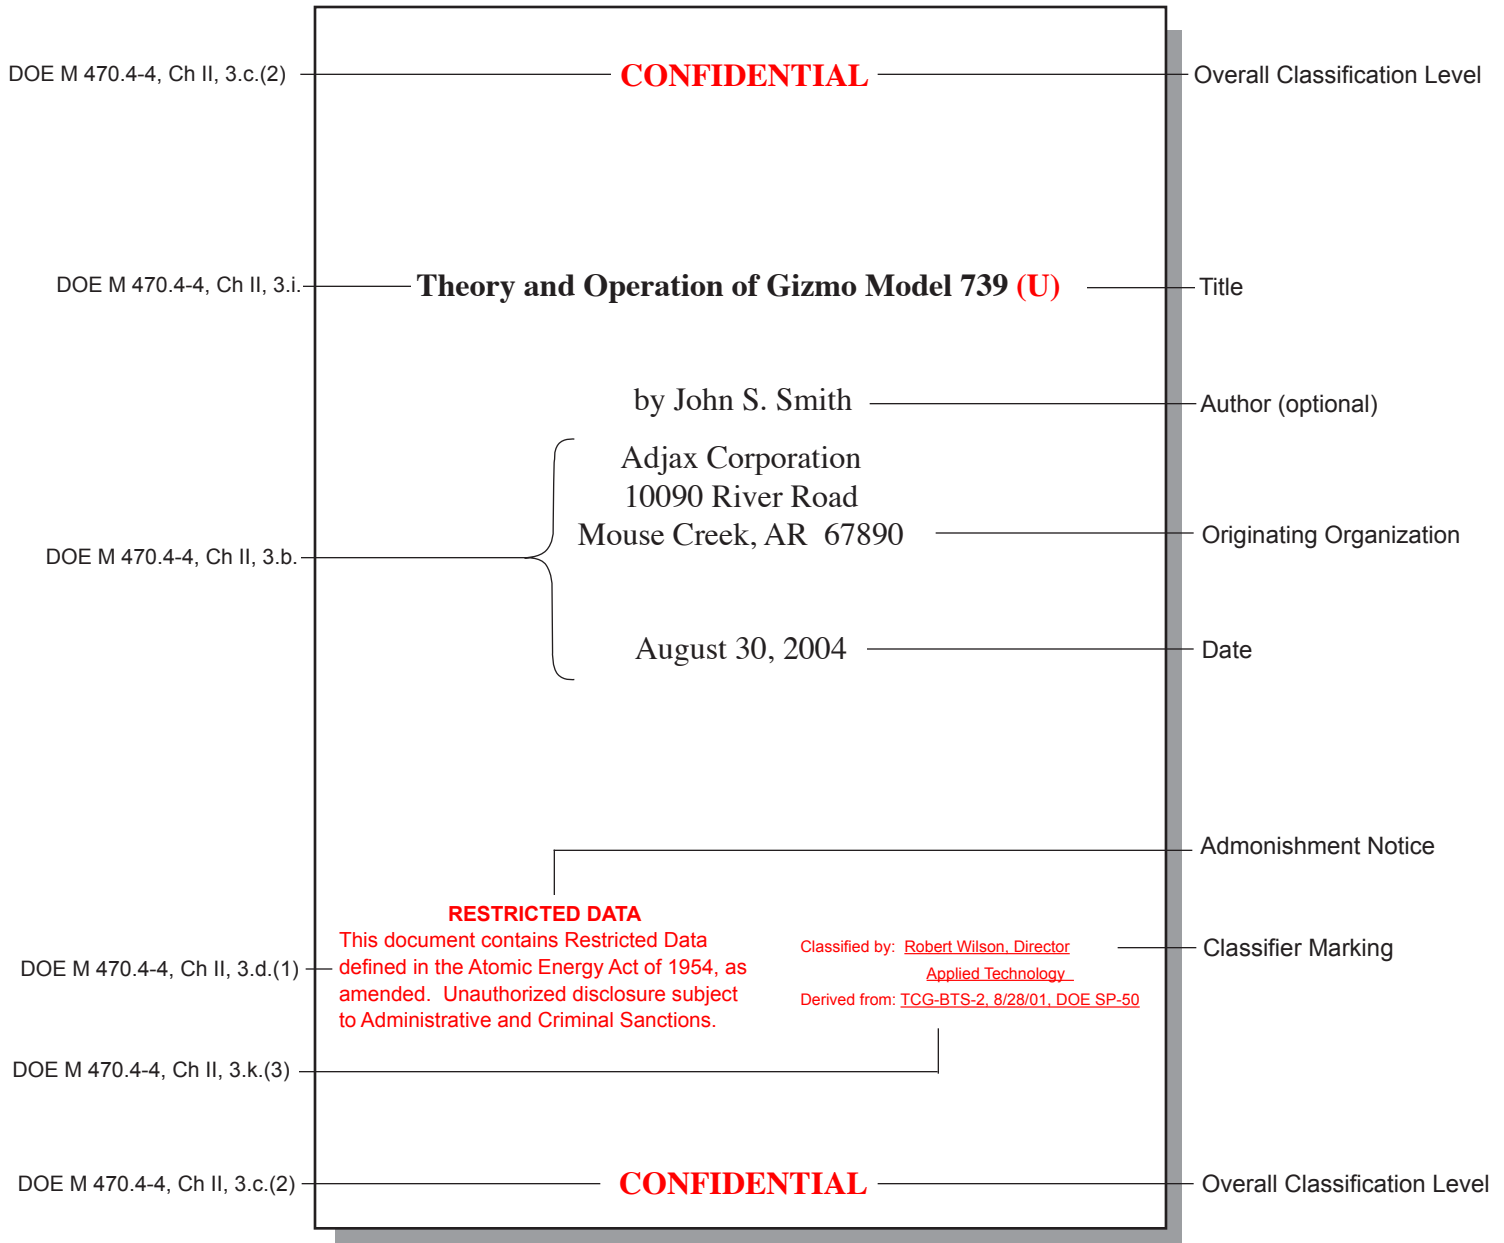 DOE M 470.4-4, Ch II, 3.c.(2)
CONFIDENTIAL
Overall Classification Level
DOE M 470.4-4, Ch II, 3.i.
Theory and Operation of Gizmo Model 739 (U)
Title
by John S. Smith
Author (optional)
Adjax Corporation
10090 River Road
Mouse Creek, AR  67890
Originating Organization
DOE M 470.4-4, Ch II, 3.b.
August 30, 2004
Date
Admonishment Notice
RESTRICTED DATA
This document contains Restricted Data
defined in the Atomic Energy Act of 1954, as
amended.  Unauthorized disclosure subject
to Administrative and Criminal Sanctions.
DOE M 470.4-4, Ch II, 3.d.(1)
Classified by:  Robert Wilson, Director
Applied Technology
Derived from: TCG-BTS-2, 8/28/01, DOE SP-50
Classifier Marking
DOE M 470.4-4, Ch II, 3.k.(3)
DOE M 470.4-4, Ch II, 3.c.(2)
CONFIDENTIAL
Overall Classification Level